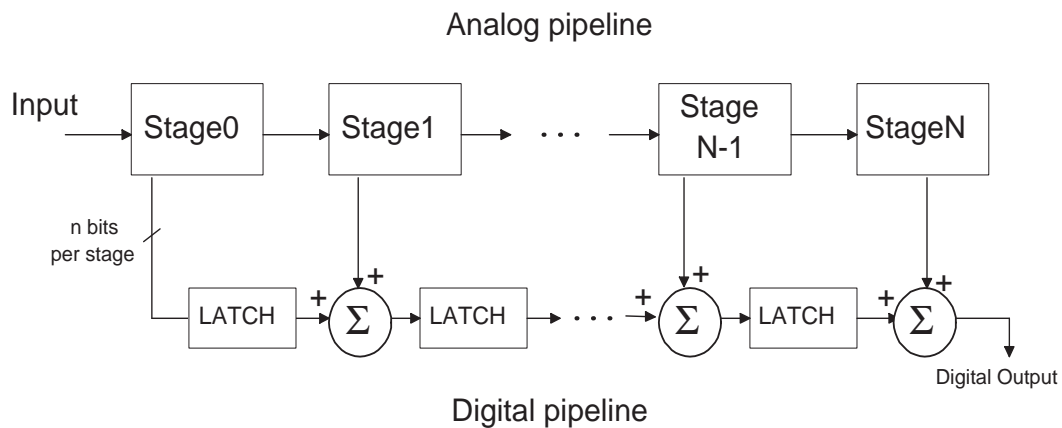 Analog pipeline
Input
Stage0
Stage1
. . .
Stage
N-1
StageN
n bits
per stage
+
+
+
+
+
+
LATCH
Σ
LATCH
. . .
Σ
LATCH
Σ
Digital Output
Digital pipeline